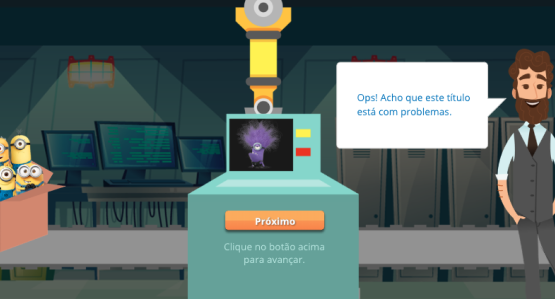 Ops! Acho que este título
está com problemas.
Próximo
Clique no botão acima
para avançar.